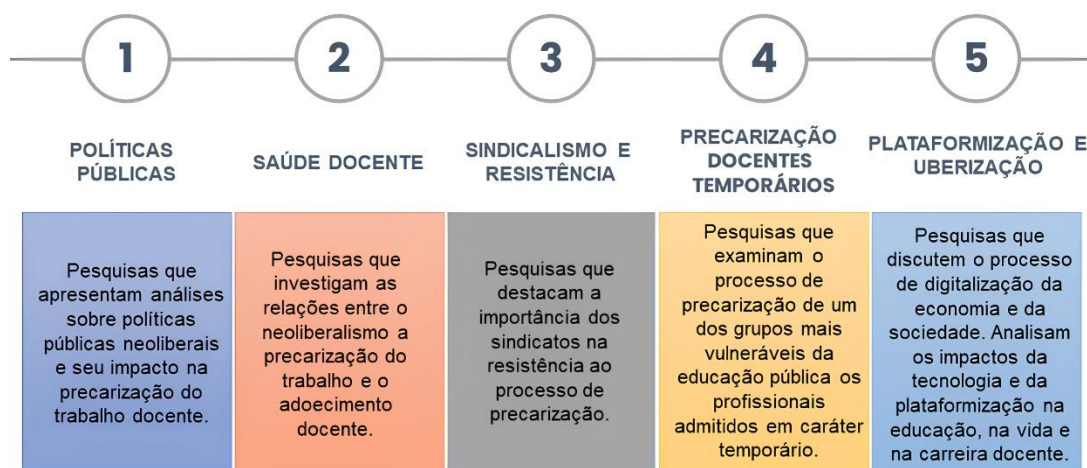 1
2
3
4
5
POLÍTICAS
PÚBLICAS
SAÚDE DOCENTE
SINDICALISMO E
RESISTÊNCIA
PRECARIZAÇÃO
DOCENTES
TEMPORÁRIOS
PLATAFORMIZAÇÃO E
UBERIZAÇÃO
Pesquisas que
apresentam análises
sobre políticas
públicas neoliberais
e seu impacto na
precarização do
trabalho docente.
Pesquisas que
investigam as
relações entre o
neoliberalismo a
precarização do
trabalho e o
adoecimento
docente.
Pesquisas que
destacam a
importância dos
sindicatos na
resistência ao
processo de
precarização.
Pesquisas que
examinam o
processo de
precarização de um
dos grupos mais
vulneráveis da
educação pública os
profissionais
admitidos em caráter
temporário.
Pesquisas que
discutem o processo
de digitalização da
economia e da
sociedade. Analisam
os impactos da
tecnologia e da
plataformização na
educação, na vida e
na carreira docente.